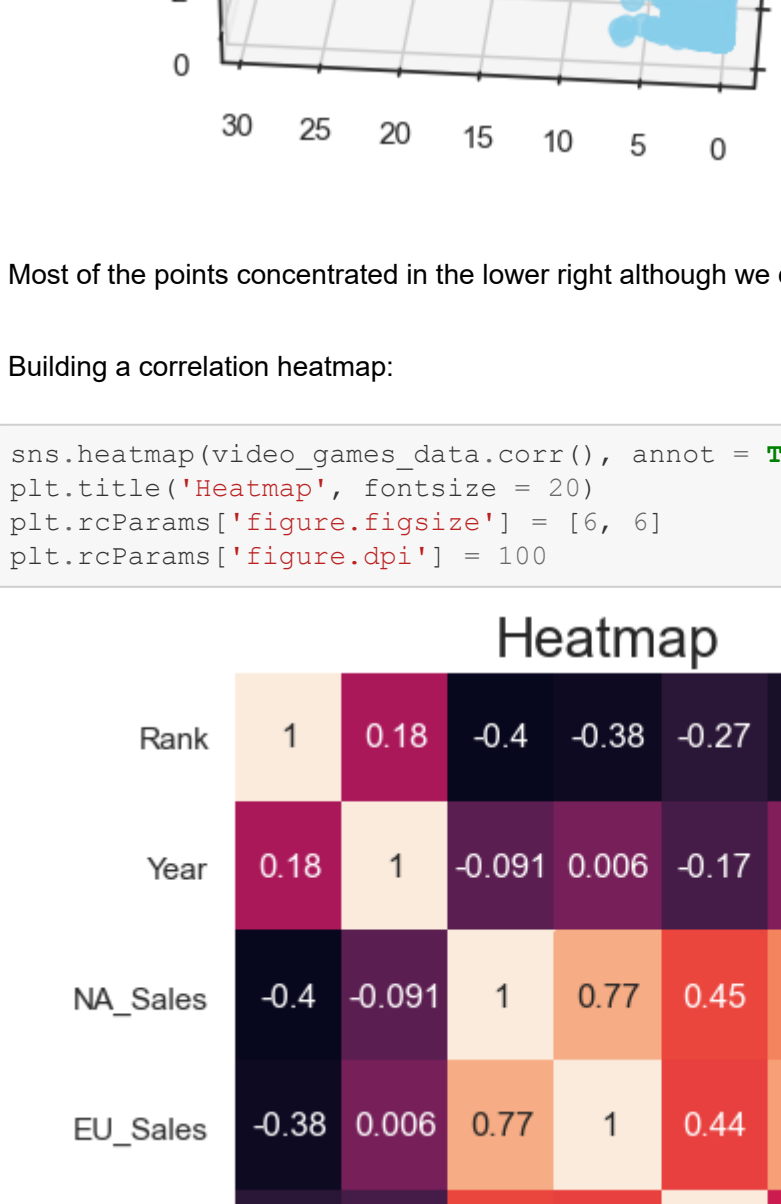 0
30 25 20 15 10 5 0
Most of the points concentrated in the lower right although we
Building a correlation heatmap:
sns.heatmap(video_games_data.corr(), annot = T
plt.title('Heatmap', fontsize = 20)
plt.rcParams['figure.figsize'] = [6, 6]
plt.rcParams['figure.dpi'] = 100
Heatmap
Rank 1 0.18 -0.4 -0.38 -0.27
Year 0.18 1 -0.091 0.006 -0.17
NA_Sales -0.4 -0.091 1 0.77 0.45
EU_Sales -0.38 0.006 0.77 1 0.44